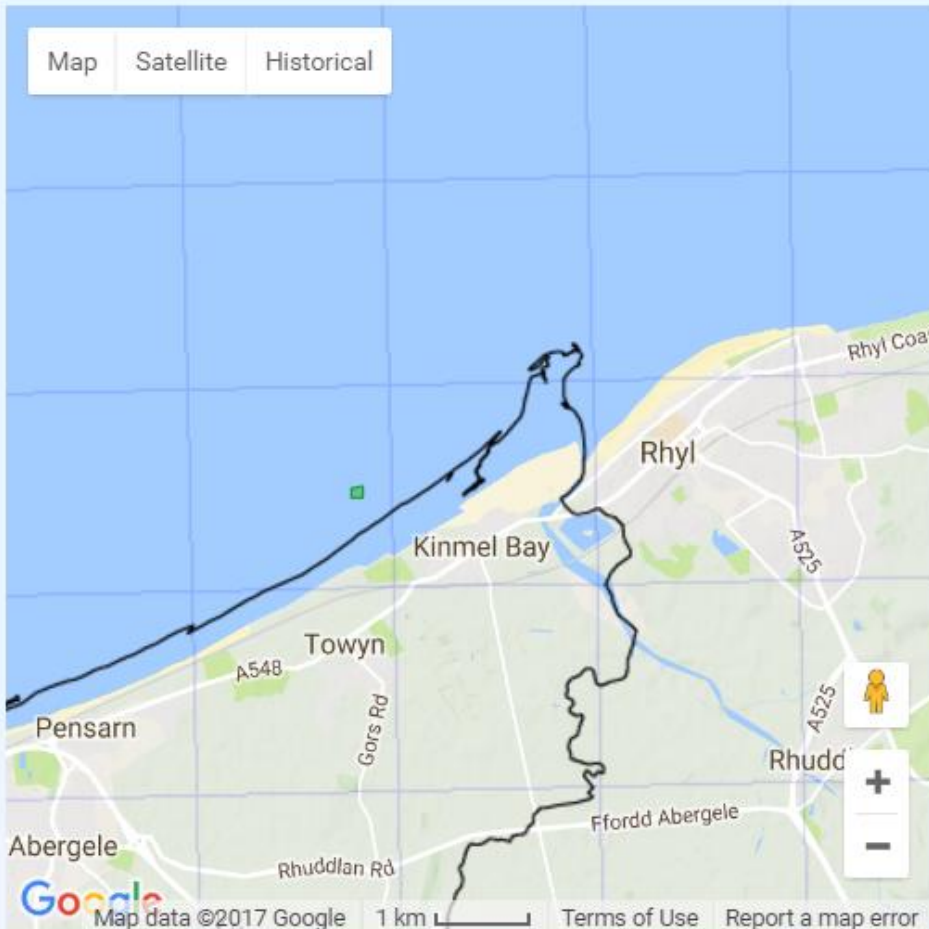 Map Satellite Historical
Rhyl Coa
Rhyl
Kinmel Bay
A525
Towyn
A548
Gors Rd
A525
Pensarn
Rhudd
Ffordd Abergele
Abergele
Rhuddlan Rd
Google
Map data ©2017 Google 1 km Terms of Use Report a map error